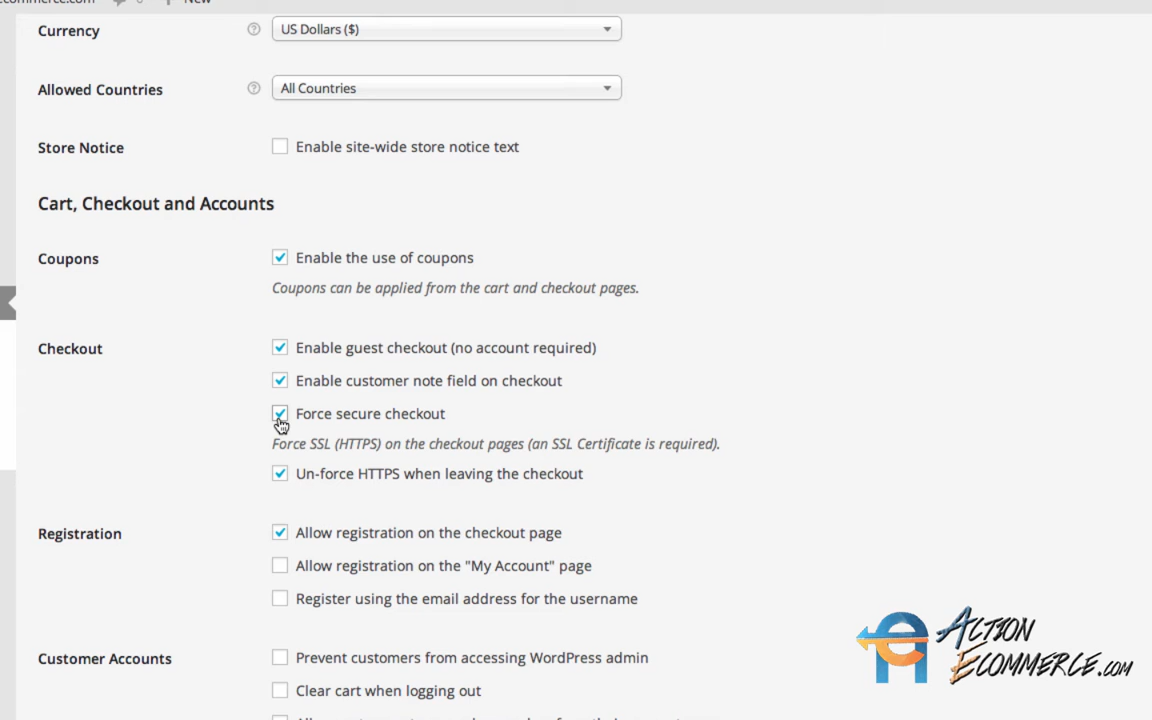 ecommerce.com New
Currency
US Dollars ($)
Allowed Countries
All Countries
Store Notice
Enable site-wide store notice text
Cart, Checkout and Accounts
Coupons
Enable the use of coupons
Coupons can be applied from the cart and checkout pages.
Checkout
Enable guest checkout (no account required)
Enable customer note field on checkout
Force secure checkout
Force SSL (HTTPS) on the checkout pages (an SSL Certificate is required).
Un-force HTTPS when leaving the checkout
Registration
Allow registration on the checkout page
Allow registration on the "My Account" page
Register using the email address for the username
Customer Accounts
Prevent customers from accessing WordPress admin
Clear cart when logging out
ACTION
ECOMMERCE.COM